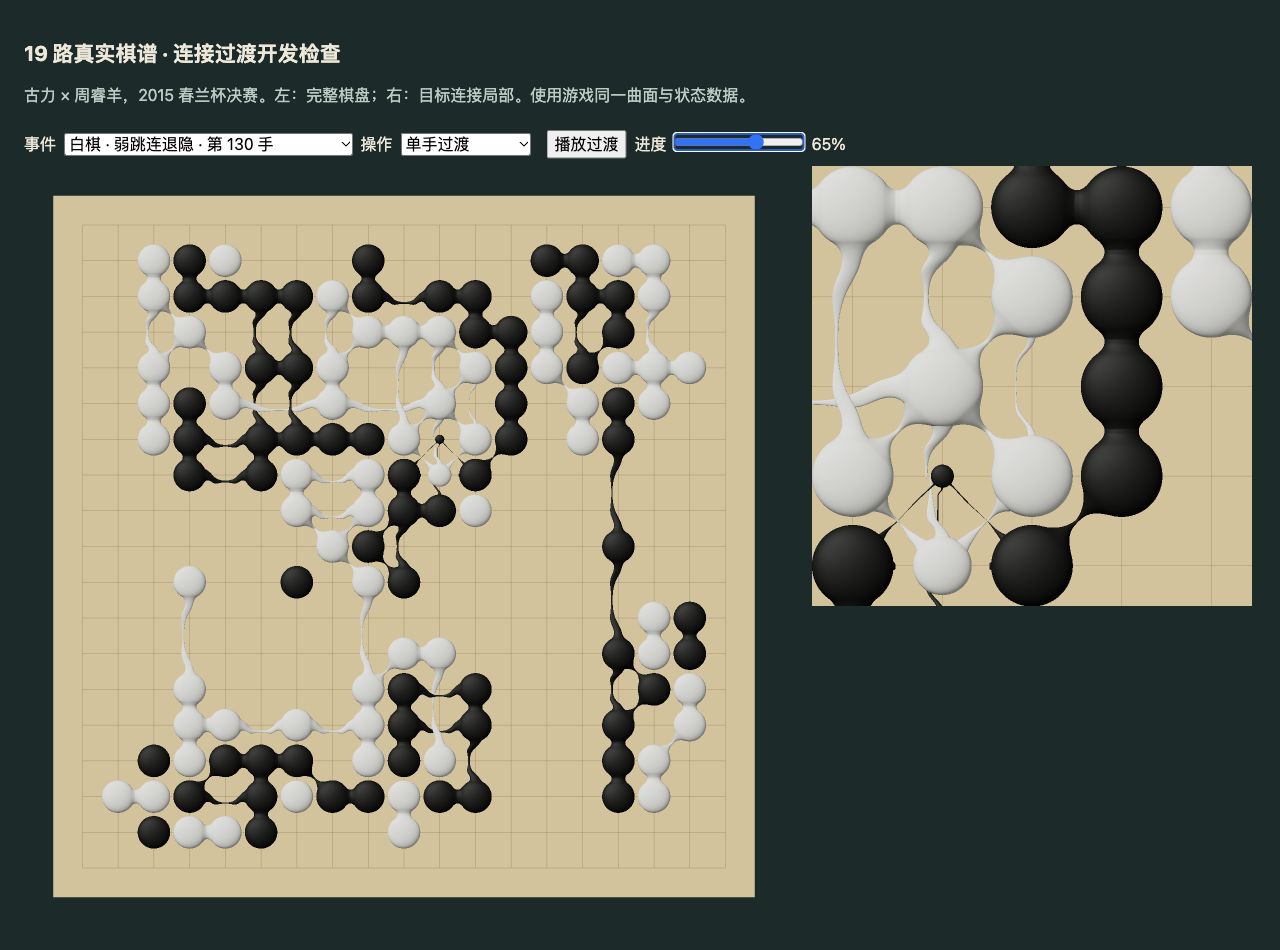 19 路真实棋谱 · 连接过渡开发检查
古力 × 周睿羊，2015 春兰杯决赛。左：完整棋盘；右：目标连接局部。使用游戏同一曲面与状态数据。
事件 白棋 · 弱跳连退隐 · 第 130 手 操作 单手过渡 播放过渡 进度 65%